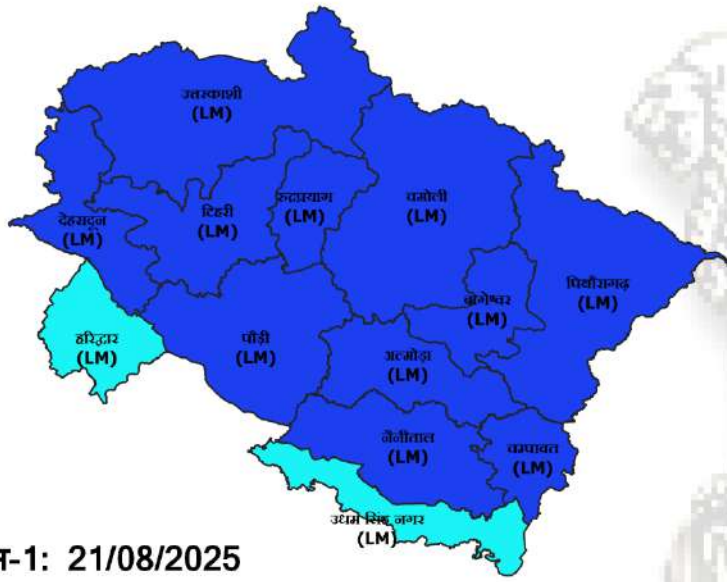 उत्तरकाशी
(LM)
देहरादून
(LM)
टिहरी
(LM)
रुद्रप्रयाग
(LM)
चमोली
(LM)
पिथौरागढ़
(LM)
बागेश्वर
(LM)
हरिद्वार
(LM)
पौड़ी
(LM)
अल्मोड़ा
(LM)
नैनीताल
(LM)
चम्पावत
(LM)
उधम सिंह नगर
(LM)
-1: 21/08/2025